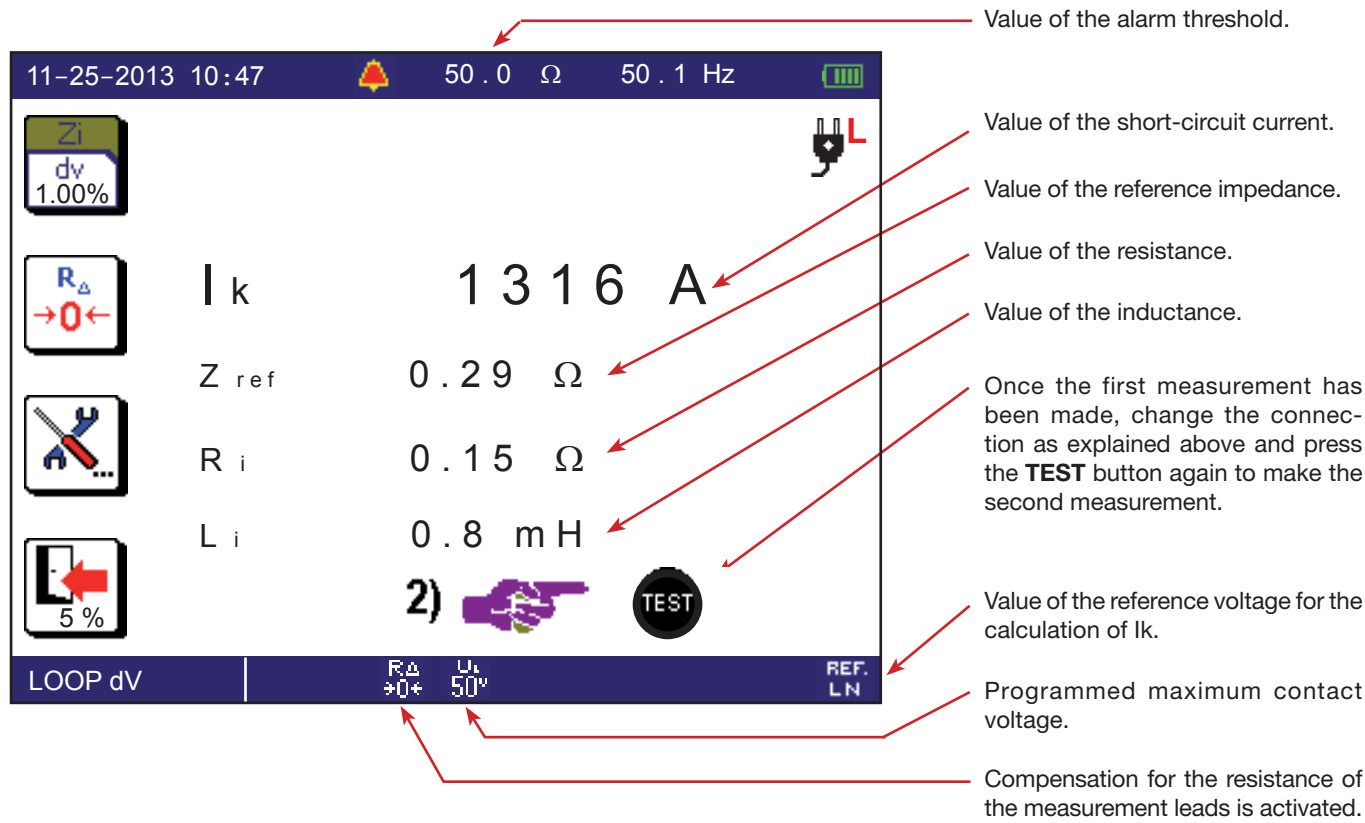 Value of the alarm threshold.
11-25-2013 10:47 50.0 Ω 50.1 Hz
Zi
dv
1.00%
L
Value of the short-circuit current.
Value of the reference impedance.
RΔ
→0←
Ik 1316 A
Value of the resistance.
Value of the inductance.
Z ref 0.29 Ω
...
R i 0.15 Ω
Once the first measurement has
been made, change the connec-
tion as explained above and press
the TEST button again to make the
second measurement.
L i 0.8 mH
5 %
2) TEST
Value of the reference voltage for the
calculation of Ik.
LOOP dV
RΔ
→0←
UL
50V
REF.
LN
Programmed maximum contact
voltage.
Compensation for the resistance of
the measurement leads is activated.